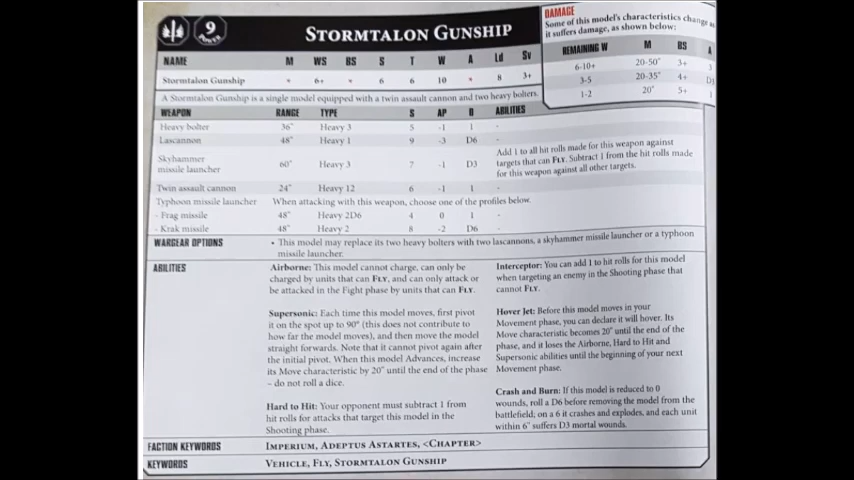 9
POWER
STORMTALON GUNSHIP
DAMAGE
Some of this model's characteristics change as
it suffers damage, as shown below:
REMAINING W M BS A
6-10+ 20-50" 3+ 3
3-5 20-35" 4+ D3
1-2 20" 5+ 1
NAME M WS BS S T W A Ld Sv
Stormtalon Gunship * 6+ * 6 6 10 * 8 3+
A Stormtalon Gunship is a single model equipped with a twin assault cannon and two heavy bolters.
WEAPON RANGE TYPE S AP D ABILITIES
Heavy bolter 36" Heavy 3 5 -1 1 -
Lascannon 48" Heavy 1 9 -3 D6 -
Skyhammer
missile launcher 60" Heavy 3 7 -1 D3
Add 1 to all hit rolls made for this weapon against
targets that can FLY. Subtract 1 from the hit rolls made
for this weapon against all other targets.
Twin assault cannon 24" Heavy 12 6 -1 1 -
Typhoon missile launcher When attacking with this weapon, choose one of the profiles below.
- Frag missile 48" Heavy 2D6 4 0 1 -
- Krak missile 48" Heavy 2 8 -2 D6 -
WARGEAR OPTIONS • This model may replace its two heavy bolters with two lascannons, a skyhammer missile launcher or a typhoon
missile launcher.
ABILITIES
Airborne: This model cannot charge, can only be
charged by units that can FLY, and can only attack or
be attacked in the Fight phase by units that can FLY.
Supersonic: Each time this model moves, first pivot
it on the spot up to 90° (this does not contribute to
how far the model moves), and then move the model
straight forwards. Note that it cannot pivot again after
the initial pivot. When this model Advances, increase
its Move characteristic by 20" until the end of the phase
– do not roll a dice.
Hard to Hit: Your opponent must subtract 1 from
hit rolls for attacks that target this model in the
Shooting phase.
Interceptor: You can add 1 to hit rolls for this model
when targeting an enemy in the Shooting phase that
cannot FLY.
Hover Jet: Before this model moves in your
Movement phase, you can declare it will hover. Its
Move characteristic becomes 20" until the end of the
phase, and it loses the Airborne, Hard to Hit and
Supersonic abilities until the beginning of your next
Movement phase.
Crash and Burn: If this model is reduced to 0
wounds, roll a D6 before removing the model from the
battlefield; on a 6 it crashes and explodes, and each unit
within 6" suffers D3 mortal wounds.
FACTION KEYWORDS IMPERIUM, ADEPTUS ASTARTES, <CHAPTER>
KEYWORDS VEHICLE, FLY, STORMTALON GUNSHIP